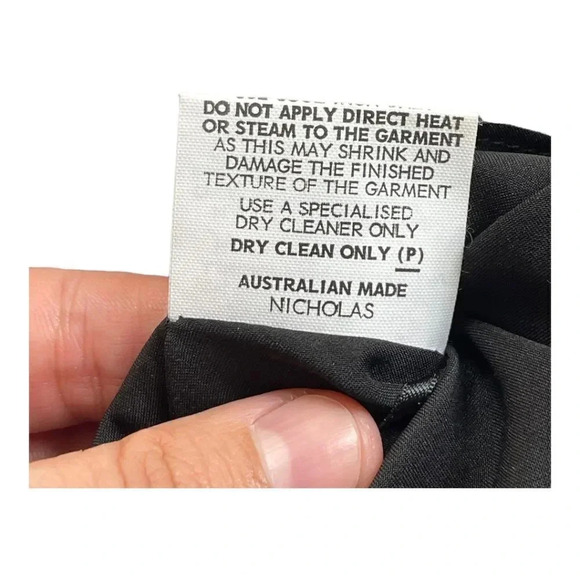 DO NOT APPLY DIRECT HEAT
OR STEAM TO THE GARMENT
AS THIS MAY SHRINK AND
DAMAGE THE FINISHED
TEXTURE OF THE GARMENT
USE A SPECIALISED
DRY CLEANER ONLY
DRY CLEAN ONLY (P)
AUSTRALIAN MADE
NICHOLAS